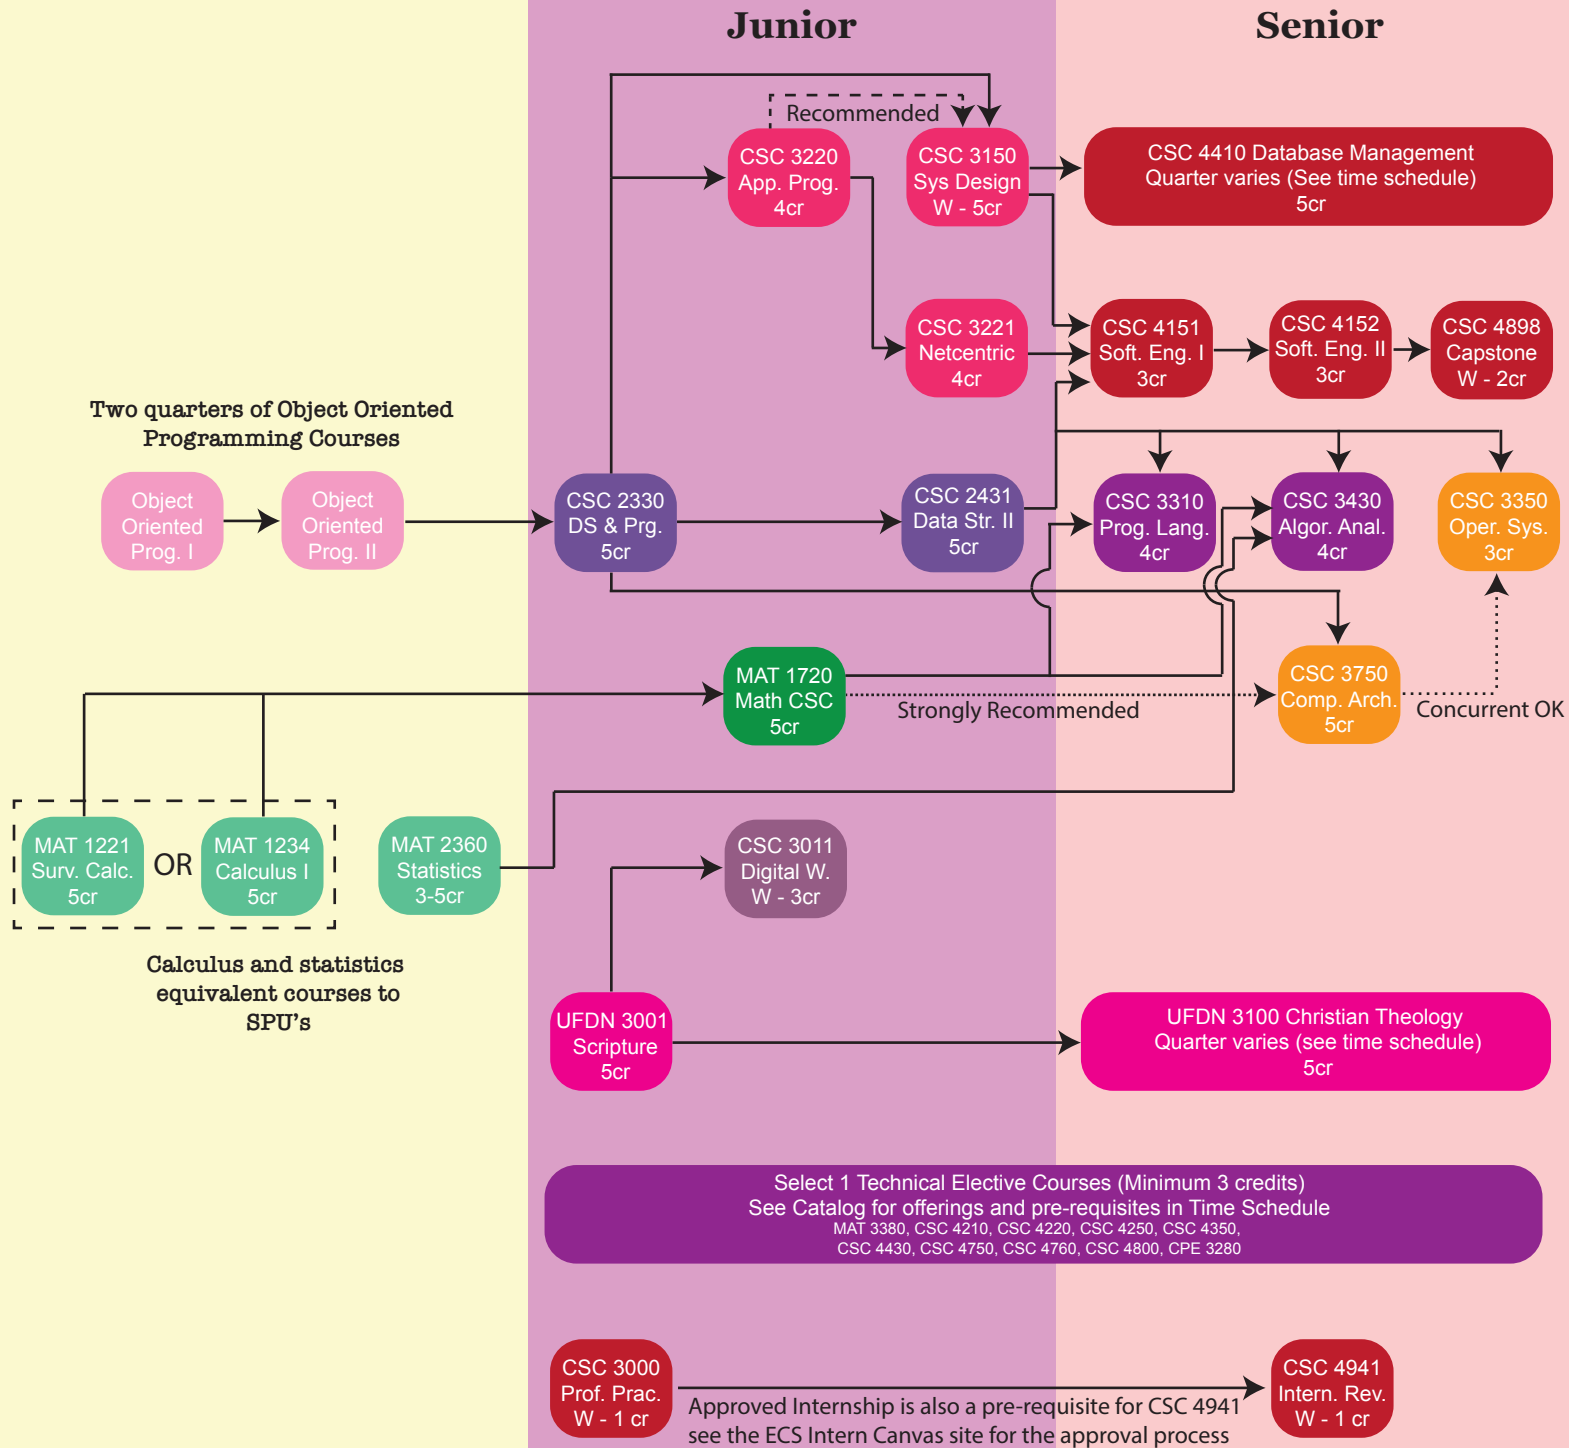 Junior
Senior
Recommended
CSC 3220
App. Prog.
4cr
CSC 3150
Sys Design
W - 5cr
CSC 4410 Database Management
Quarter varies (See time schedule)
5cr
CSC 3221
Netcentric
4cr
CSC 4151
Soft. Eng. I
3cr
CSC 4152
Soft. Eng. II
3cr
CSC 4898
Capstone
W - 2cr
Two quarters of Object Oriented
Programming Courses
Object
Oriented
Prog. I
Object
Oriented
Prog. II
CSC 2330
DS & Prg.
5cr
CSC 2431
Data Str. II
5cr
CSC 3310
Prog. Lang.
4cr
CSC 3430
Algor. Anal.
4cr
CSC 3350
Oper. Sys.
3cr
MAT 1720
Math CSC
5cr
Strongly Recommended
CSC 3750
Comp. Arch.
5cr
Concurrent OK
MAT 1221
Surv. Calc.
5cr
OR
MAT 1234
Calculus I
5cr
MAT 2360
Statistics
3-5cr
CSC 3011
Digital W.
W - 3cr
Calculus and statistics
equivalent courses to
SPU's
UFDN 3001
Scripture
5cr
UFDN 3100 Christian Theology
Quarter varies (see time schedule)
5cr
Select 1 Technical Elective Courses (Minimum 3 credits)
See Catalog for offerings and pre-requisites in Time Schedule
MAT 3380, CSC 4210, CSC 4220, CSC 4250, CSC 4350,
CSC 4430, CSC 4750, CSC 4760, CSC 4800, CPE 3280
CSC 3000
Prof. Prac.
W - 1 cr
Approved Internship is also a pre-requisite for CSC 4941
see the ECS Intern Canvas site for the approval process
CSC 4941
Intern. Rev.
W - 1 cr